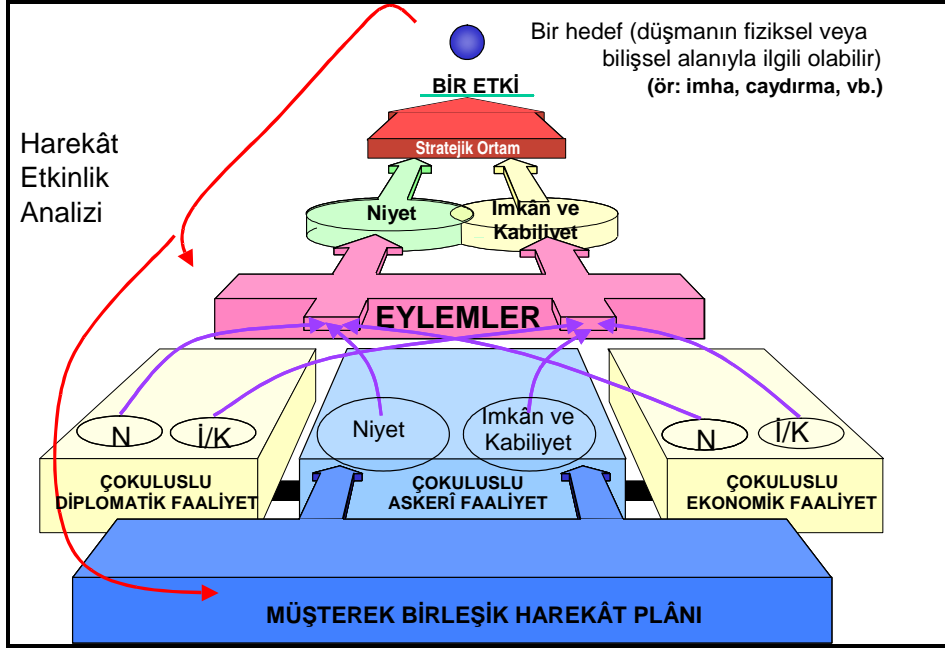 Bir hedef (düşmanın fiziksel veya
bilişsel alanıyla ilgili olabilir)
(ör: imha, caydırma, vb.)
BİR ETKİ
Harekât
Etkinlik
Analizi
Stratejik Ortam
Niyet
Imkân ve
Kabiliyet
EYLEMLER
N
İ/K
Niyet
Imkân ve
Kabiliyet
N
İ/K
ÇOKULUSLU
DİPLOMATİK FAALİYET
ÇOKULUSLU
ASKERÎ FAALİYET
ÇOKULUSLU
EKONOMİK FAALİYET
MÜŞTEREK BİRLEŞİK HAREKÂT PLÂNI